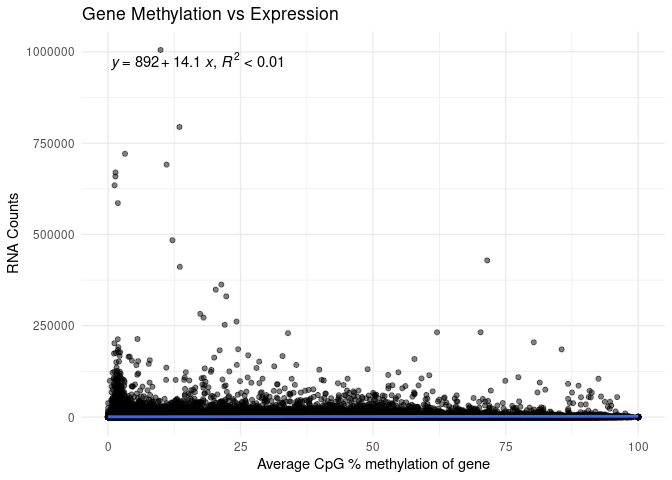 Gene Methylation vs Expression
1000000
y = 892 + 14.1 x, R² < 0.01
750000
RNA Counts
500000
250000
0
0 25 50 75 100
Average CpG % methylation of gene